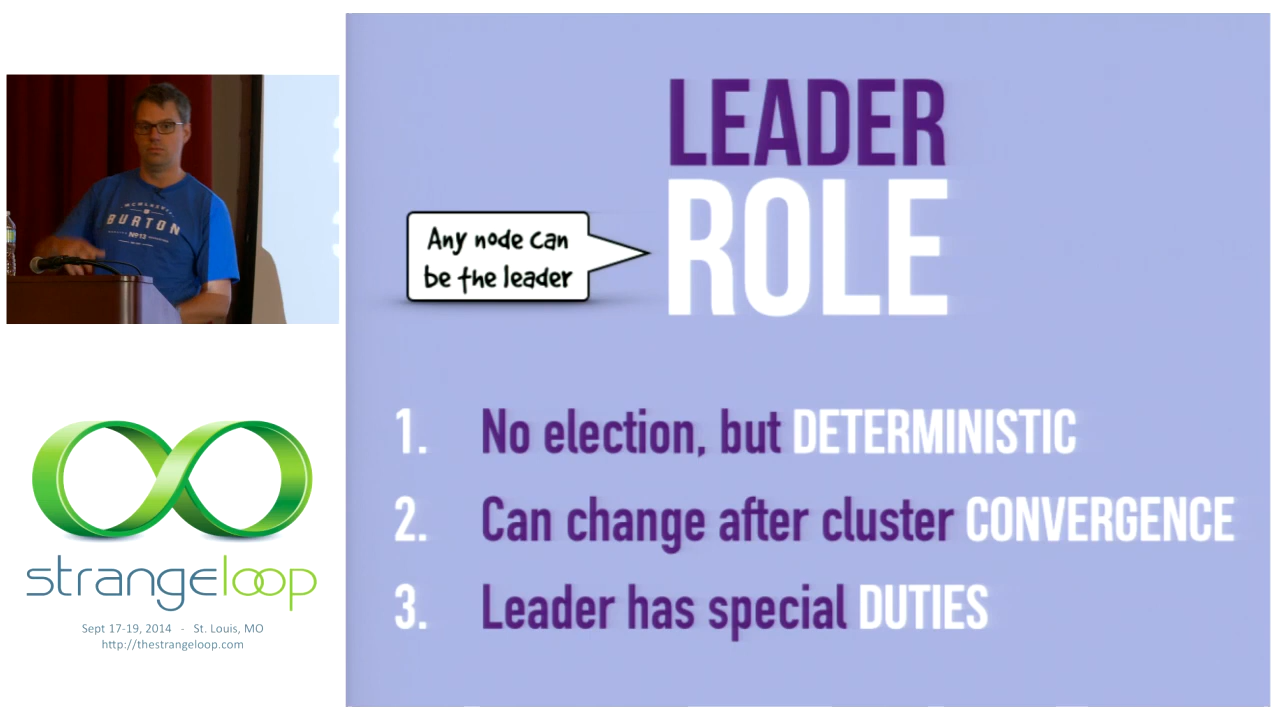 BURTON
Nº13
LEADER
ROLE
Any node can
be the leader
1. No election, but DETERMINISTIC
2. Can change after cluster CONVERGENCE
3. Leader has special DUTIES
strangeloop
Sept 17-19, 2014 - St. Louis, MO
http://thestrangeloop.com